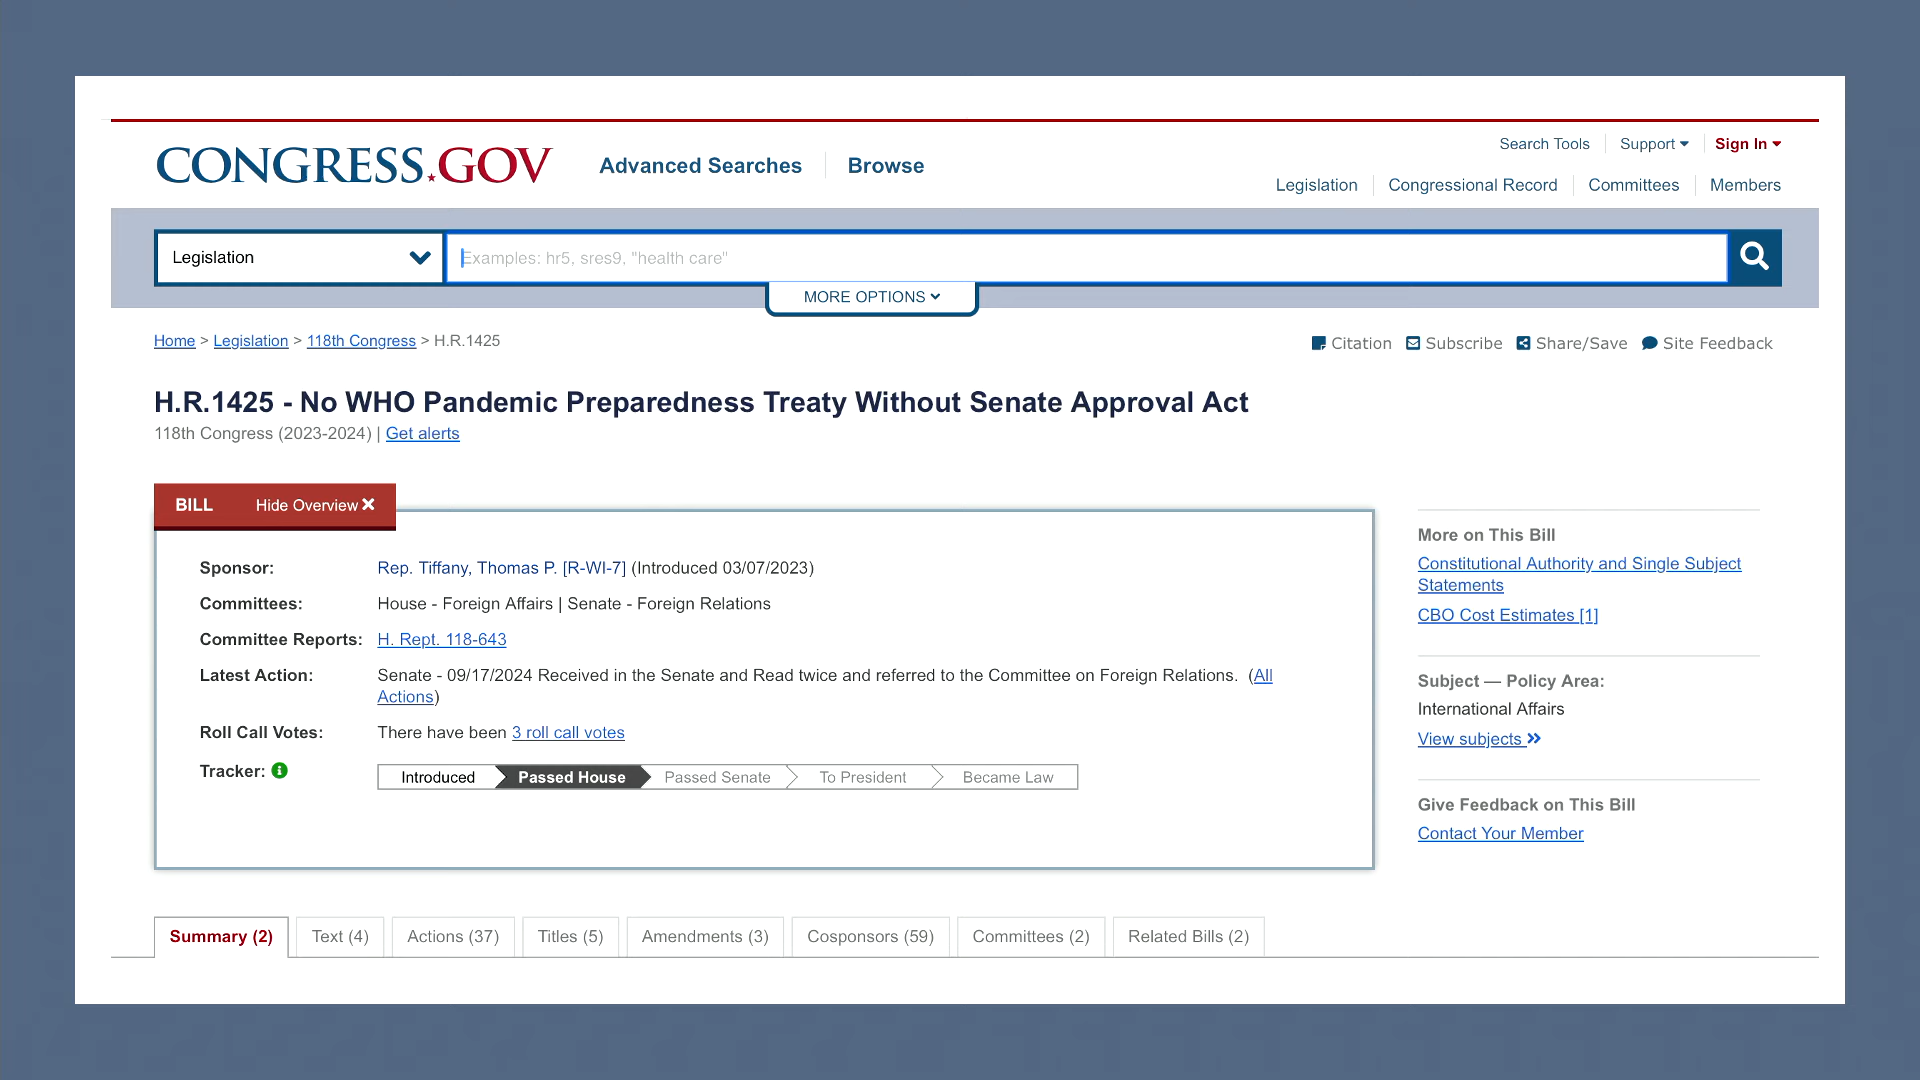 CONGRESS.GOV
Advanced Searches
Browse
Search Tools
Support
Sign In
Legislation
Congressional Record
Committees
Members
Legislation
Examples: hr5, sres9, "health care"
MORE OPTIONS
Home > Legislation > 118th Congress > H.R.1425
Citation
Subscribe
Share/Save
Site Feedback
H.R.1425 - No WHO Pandemic Preparedness Treaty Without Senate Approval Act
118th Congress (2023-2024) | Get alerts
BILL
Hide Overview
Sponsor: Rep. Tiffany, Thomas P. [R-WI-7] (Introduced 03/07/2023)
Committees: House - Foreign Affairs | Senate - Foreign Relations
Committee Reports: H. Rept. 118-643
Latest Action: Senate - 09/17/2024 Received in the Senate and Read twice and referred to the Committee on Foreign Relations. (All
Actions)
Roll Call Votes: There have been 3 roll call votes
Tracker: Introduced Passed House Passed Senate To President Became Law
More on This Bill
Constitutional Authority and Single Subject
Statements
CBO Cost Estimates [1]
Subject — Policy Area:
International Affairs
View subjects
Give Feedback on This Bill
Contact Your Member
Summary (2)
Text (4)
Actions (37)
Titles (5)
Amendments (3)
Cosponsors (59)
Committees (2)
Related Bills (2)